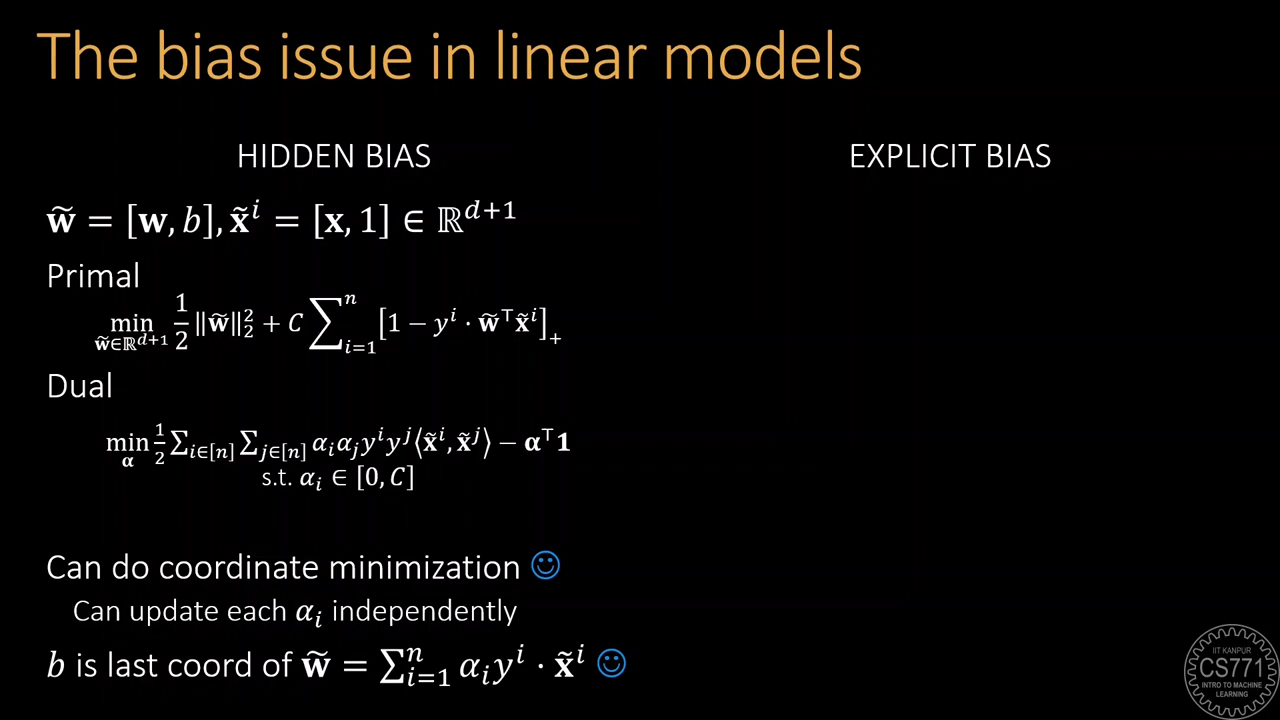 The bias issue in linear models
HIDDEN BIAS
w̃ = [w, b], x̃ⁱ = [x, 1] ∈ ℝᵈ⁺¹
Primal
min_{w̃∈ℝᵈ⁺¹} 1/2 ‖w̃‖₂² + C ∑_{i=1}^{n} [1 − yⁱ · w̃ᵀx̃ⁱ]₊
Dual
min_α 1/2 ∑_{i∈[n]} ∑_{j∈[n]} αᵢαⱼyⁱyʲ⟨x̃ⁱ, x̃ʲ⟩ − αᵀ1
s.t. αᵢ ∈ [0, C]
Can do coordinate minimization ☺
Can update each αᵢ independently
b is last coord of w̃ = ∑_{i=1}^{n} αᵢyⁱ · x̃ⁱ ☺
EXPLICIT BIAS
IIT KANPUR
CS771
INTRO TO MACHINE
LEARNING